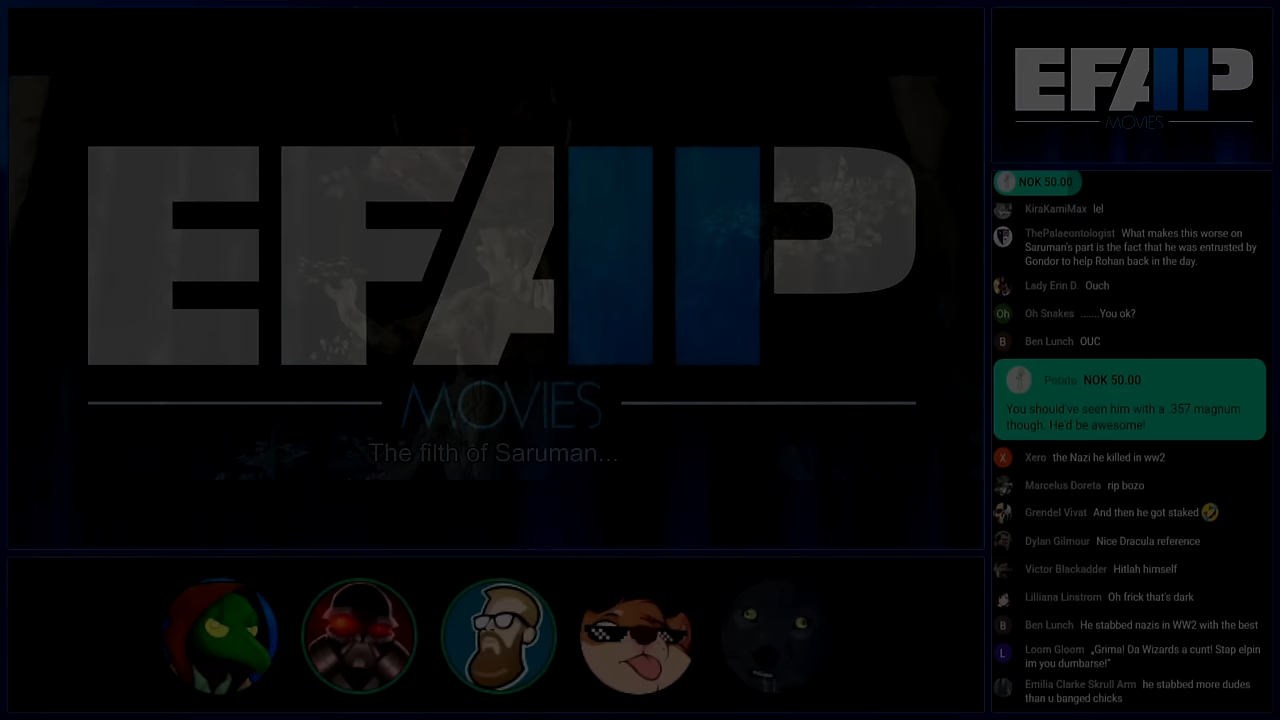 EFAIIP
MOVIES
The filth of Saruman...
EFAIIP
MOVIES
NOK 50.00
KiraKamiMax lel
ThePalaeontologist What makes this worse on
Saruman's part is the fact that he was entrusted by
Gondor to help Rohan back in the day.
Lady Erin D. Ouch
Oh Oh Snakes .......You ok?
B Ben Lunch OUC
Potato NOK 50.00
You should've seen him with a .357 magnum
though. He'd be awesome!
X Xero the Nazi he killed in ww2
Marcelus Doreta rip bozo
Grendel Vivat And then he got staked 🤣
Dylan Gilmour Nice Dracula reference
Victor Blackadder Hitlah himself
Lilliana Linstrom Oh frick that's dark
B Ben Lunch He stabbed nazis in WW2 with the best
L Loom Gloom „Grima! Da Wizards a cunt! Stap elpin
im you dumbarse!"
Emilia Clarke Skrull Arm he stabbed more dudes
than u banged chicks